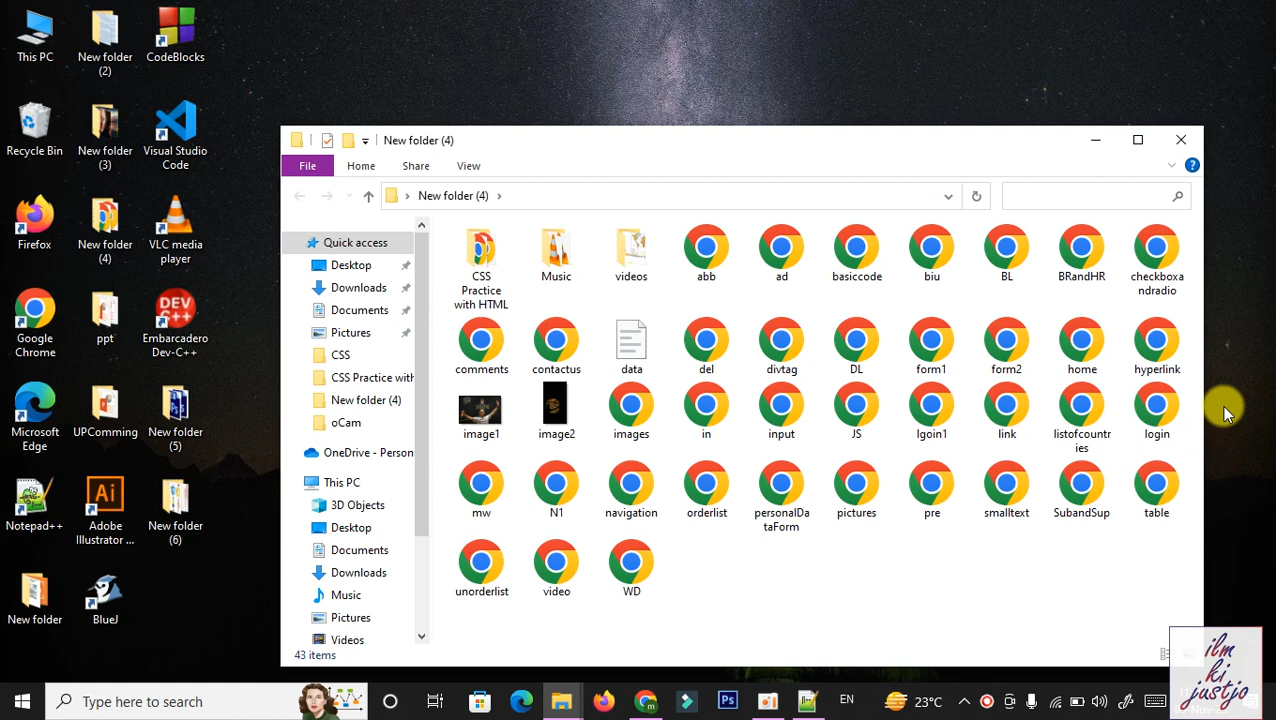 This PC
New folder (2)
CodeBlocks
Recycle Bin
New folder (3)
Visual Studio Code
Firefox
New folder (4)
VLC media player
Google Chrome
ppt
Embarcadero Dev-C++
Microsoft Edge
UPComming
New folder (5)
Notepad++
Adobe Illustrator ...
New folder (6)
New folder
BlueJ
New folder (4)
File
Home
Share
View
New folder (4)
Quick access
Desktop
Downloads
Documents
Pictures
CSS
CSS Practice with
New folder (4)
oCam
OneDrive - Person
This PC
3D Objects
Desktop
Documents
Downloads
Music
Pictures
Videos
CSS Practice with HTML
Music
videos
abb
ad
basiccode
biu
BL
BRandHR
checkboxandradio
comments
contactus
data
del
divtag
DL
form1
form2
home
hyperlink
image1
image2
images
in
input
JS
lgoin1
link
listofcountries
login
mw
N1
navigation
orderlist
personalDataForm
pictures
pre
smalltext
SubandSup
table
unorderlist
video
WD
43 items
Type here to search
EN
23°C
ilm
ki
justjo